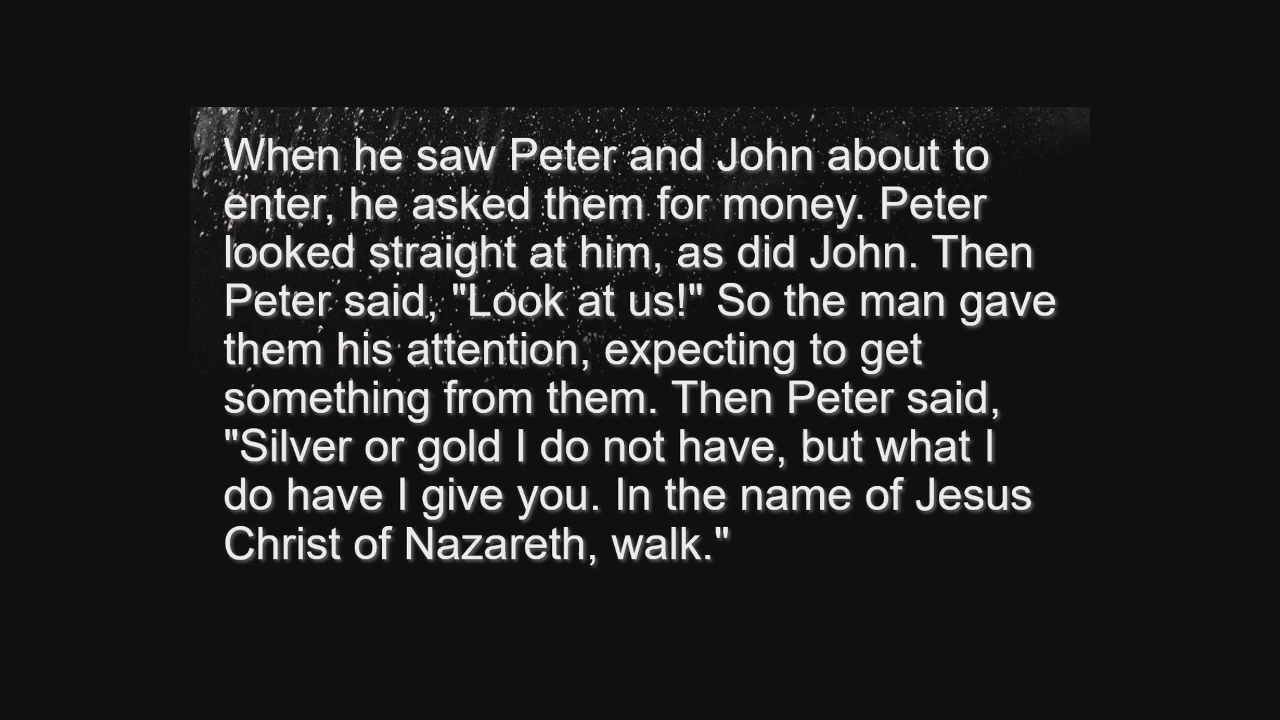 When he saw Peter and John about to
enter, he asked them for money. Peter
looked straight at him, as did John. Then
Peter said, "Look at us!" So the man gave
them his attention, expecting to get
something from them. Then Peter said,
"Silver or gold I do not have, but what I
do have I give you. In the name of Jesus
Christ of Nazareth, walk."